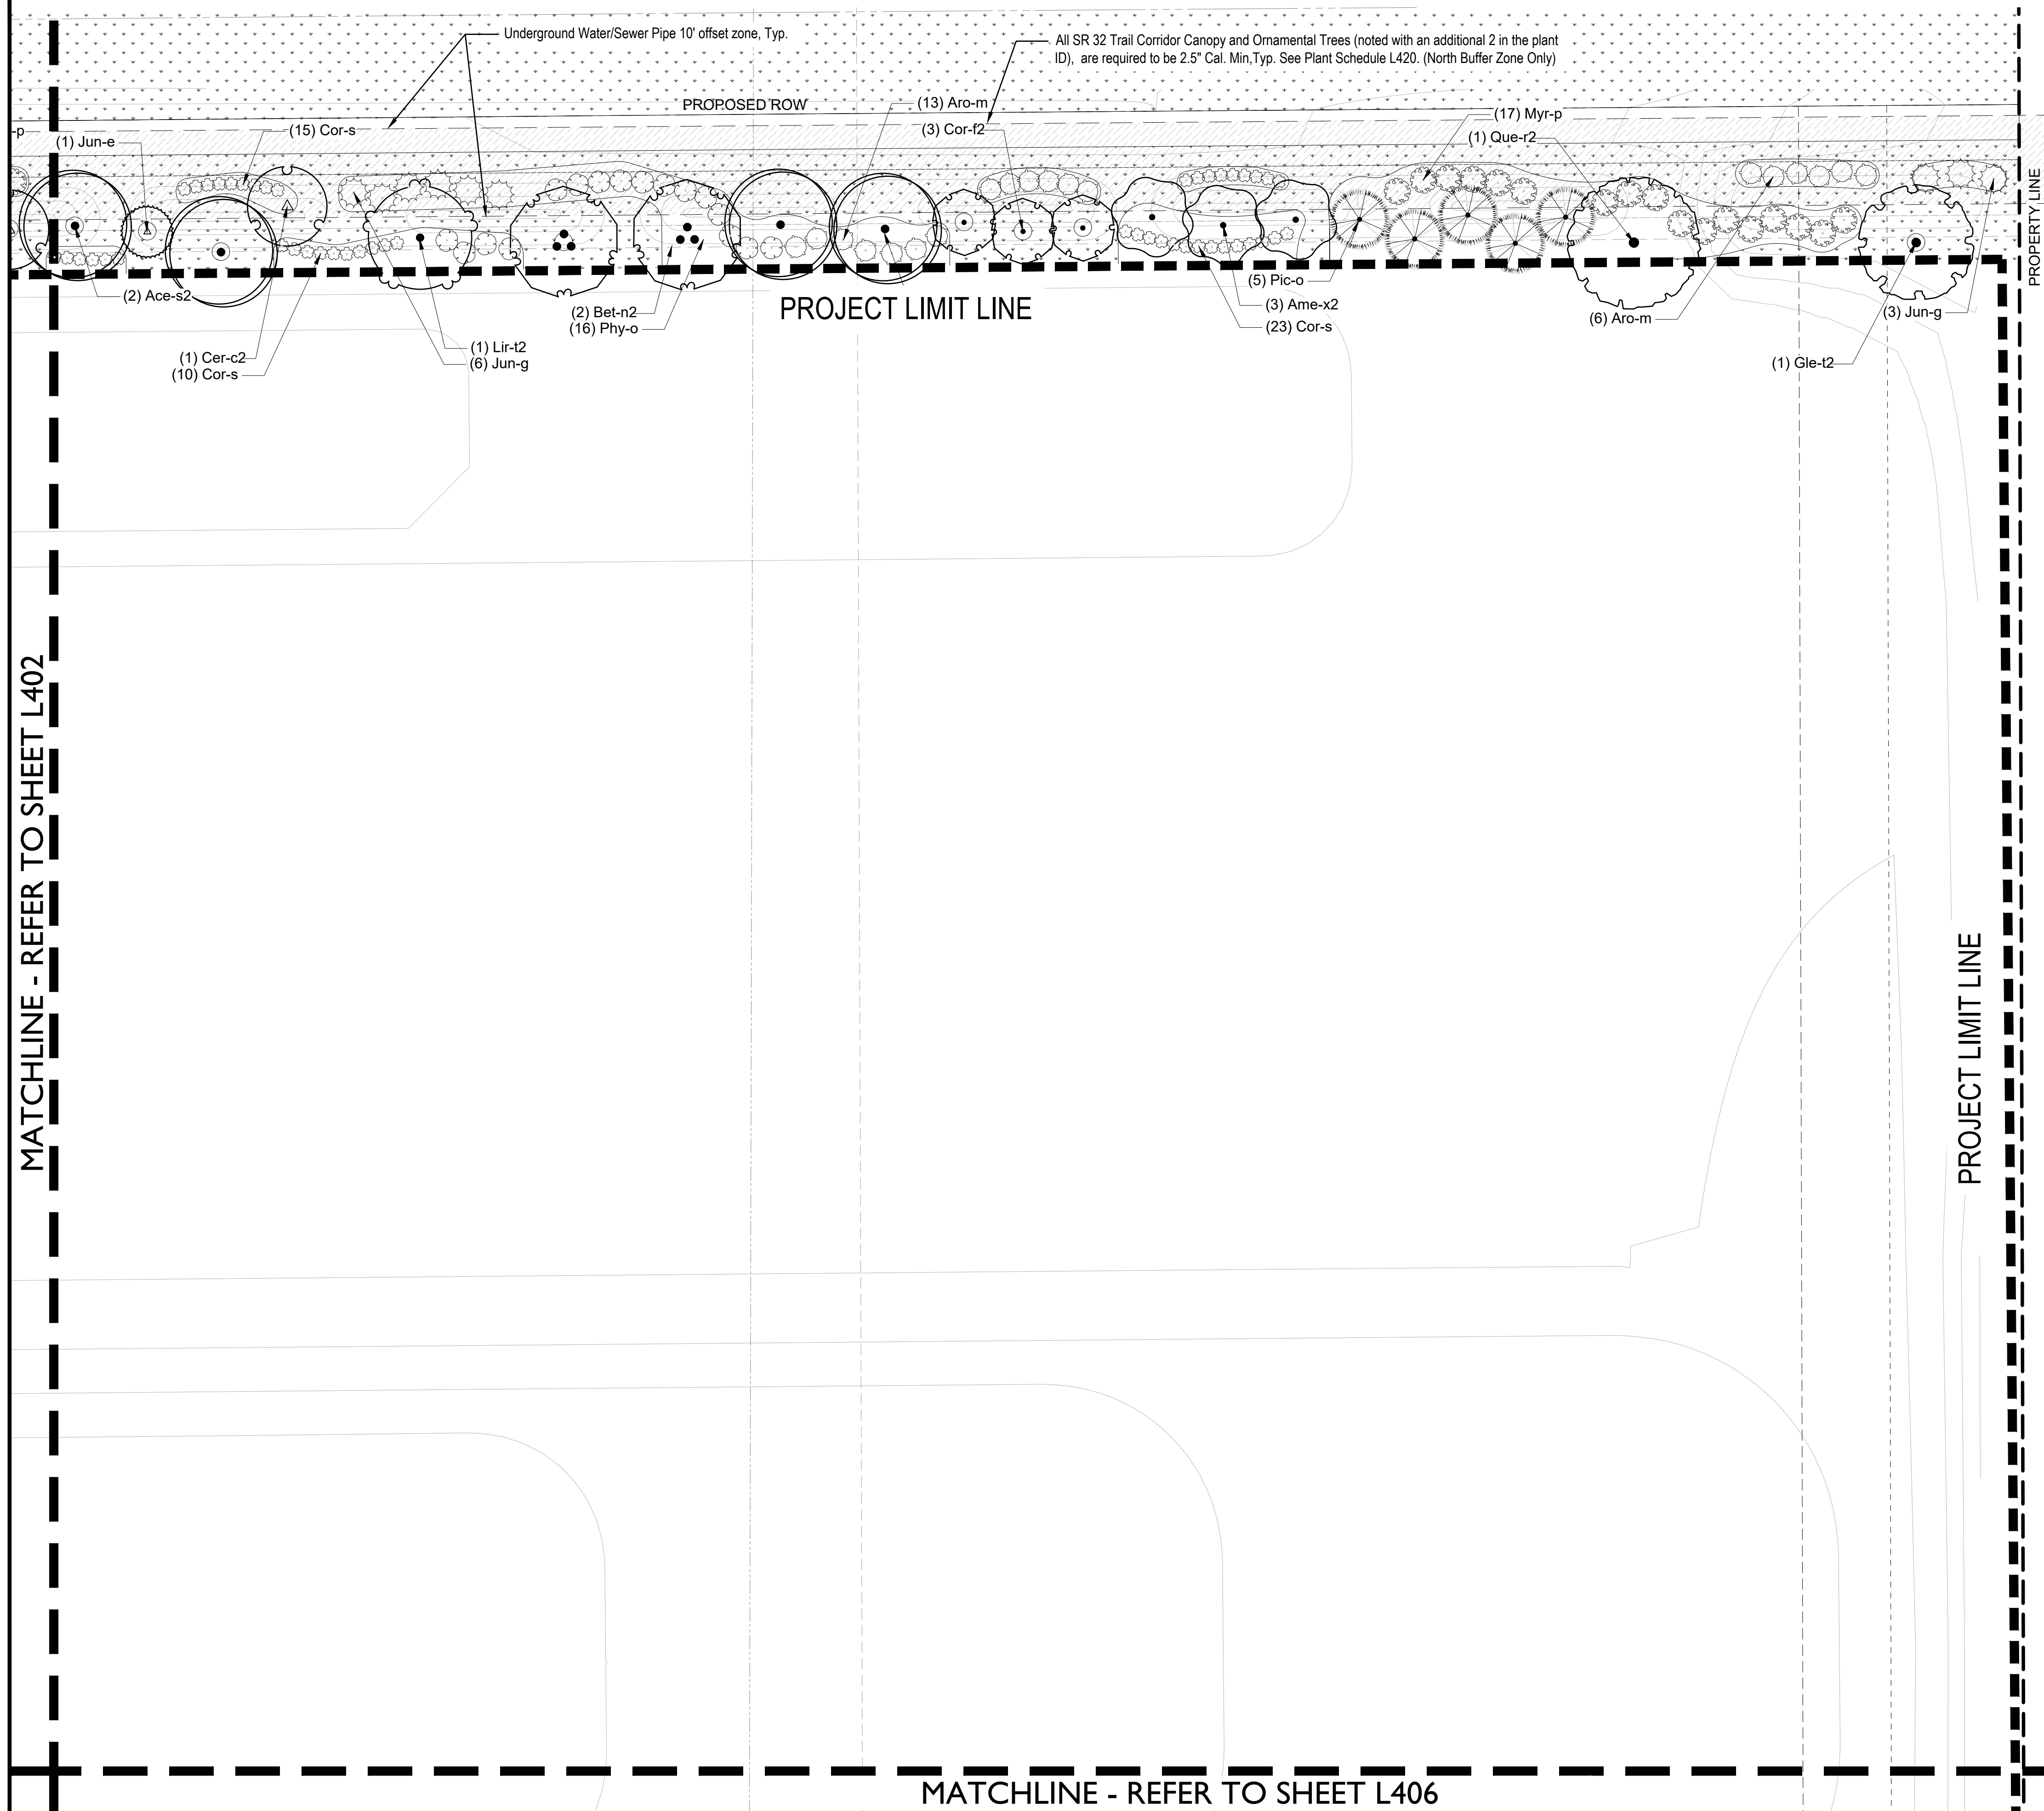 Underground Water/Sewer Pipe 10' offset zone, Typ.
All SR 32 Trail Corridor Canopy and Ornamental Trees (noted with an additional 2 in the plant
ID), are required to be 2.5" Cal. Min,Typ. See Plant Schedule L420. (North Buffer Zone Only)
PROPOSED ROW
(13) Aro-m
(3) Cor-f2
(17) Myr-p
(1) Que-r2
-p
(15) Cor-s
(1) Jun-e
PROPERTY LINE
(2) Ace-s2
(2) Bet-n2
(16) Phy-o
PROJECT LIMIT LINE
(5) Pic-o
(3) Ame-x2
(23) Cor-s
(6) Aro-m
(3) Jun-g
(1) Cer-c2
(10) Cor-s
(1) Lir-t2
(6) Jun-g
(1) Gle-t2
MATCHLINE - REFER TO SHEET L402
PROJECT LIMIT LINE
MATCHLINE - REFER TO SHEET L406